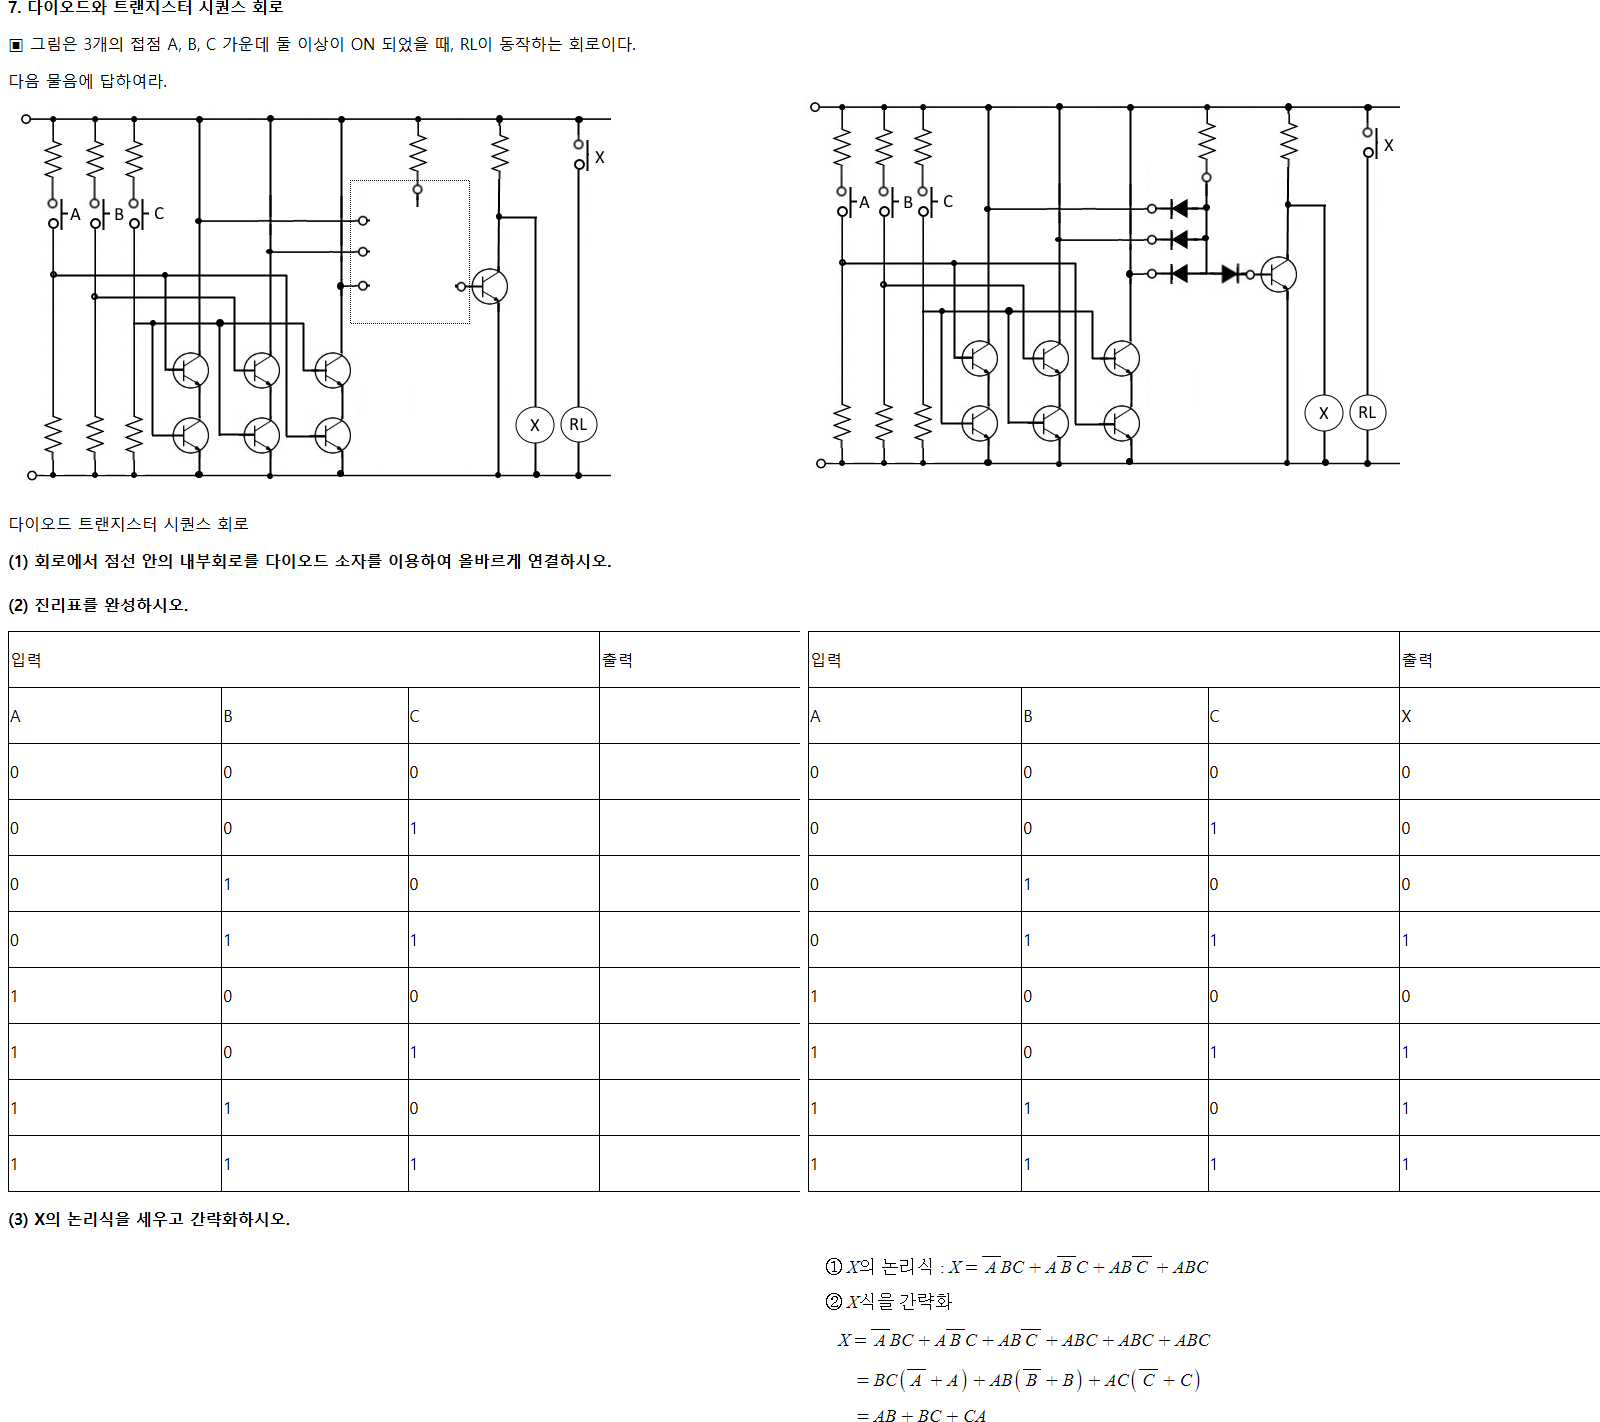 7. 다이오드와 트랜지스터 시퀀스 회로
▣ 그림은 3개의 접점 A, B, C 가운데 둘 이상이 ON 되었을 때, RL이 동작하는 회로이다.
다음 물음에 답하여라.
A B C X
X RL
A B C X
X RL
다이오드 트랜지스터 시퀀스 회로
(1) 회로에서 점선 안의 내부회로를 다이오드 소자를 이용하여 올바르게 연결하시오.
(2) 진리표를 완성하시오.
입력 출력 입력 출력
A B C A B C X
0 0 0 0 0 0 0
0 0 1 0 0 1 0
0 1 0 0 1 0 0
0 1 1 0 1 1 1
1 0 0 1 0 0 0
1 0 1 1 0 1 1
1 1 0 1 1 0 1
1 1 1 1 1 1 1
(3) X의 논리식을 세우고 간략화하시오.
① X의 논리식 : X = A̅BC + AB̅C + ABC̅ + ABC
② X식을 간략화
X = A̅BC + AB̅C + ABC̅ + ABC + ABC + ABC
= BC(A̅ + A) + AB(B̅ + B) + AC(C̅ + C)
= AB + BC + CA